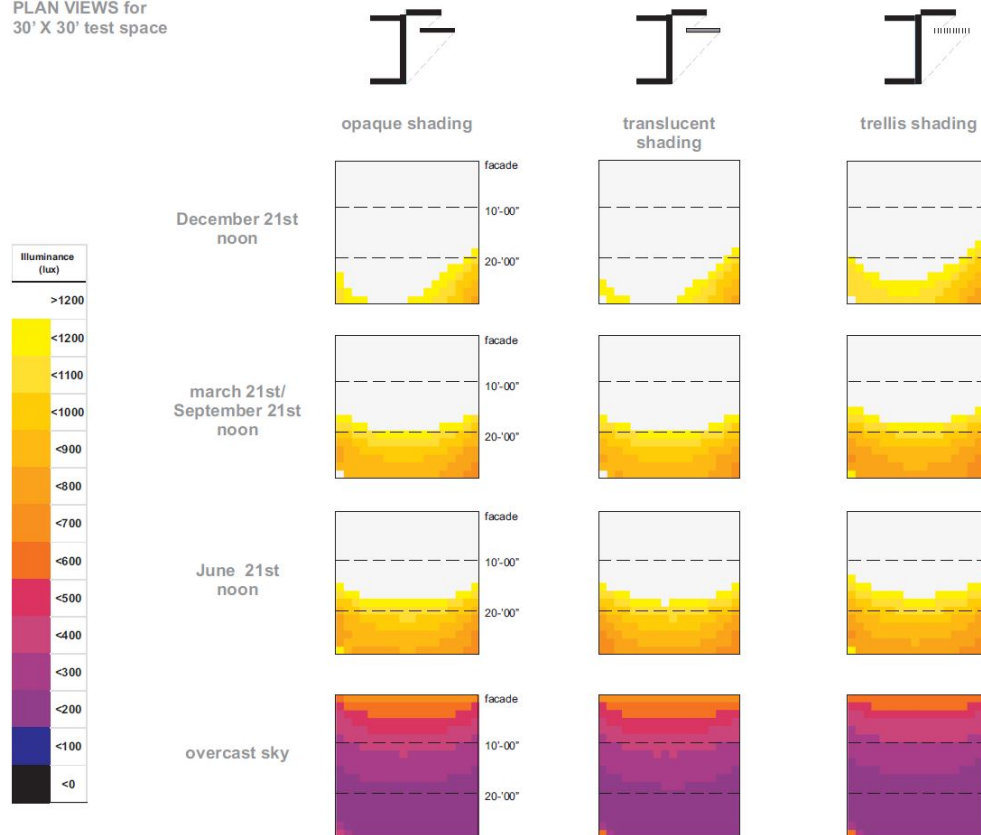 PLAN VIEWS for
30' X 30' test space
opaque shading
translucent
shading
trellis shading
Illuminance
(lux)
>1200
<1200
<1100
<1000
<900
<800
<700
<600
<500
<400
<300
<200
<100
<0
December 21st
noon
facade
10'-00"
20-'00"
march 21st/
September 21st
noon
facade
10'-00"
20-'00"
June 21st
noon
facade
10'-00"
20-'00"
overcast sky
facade
10'-00"
20-'00"